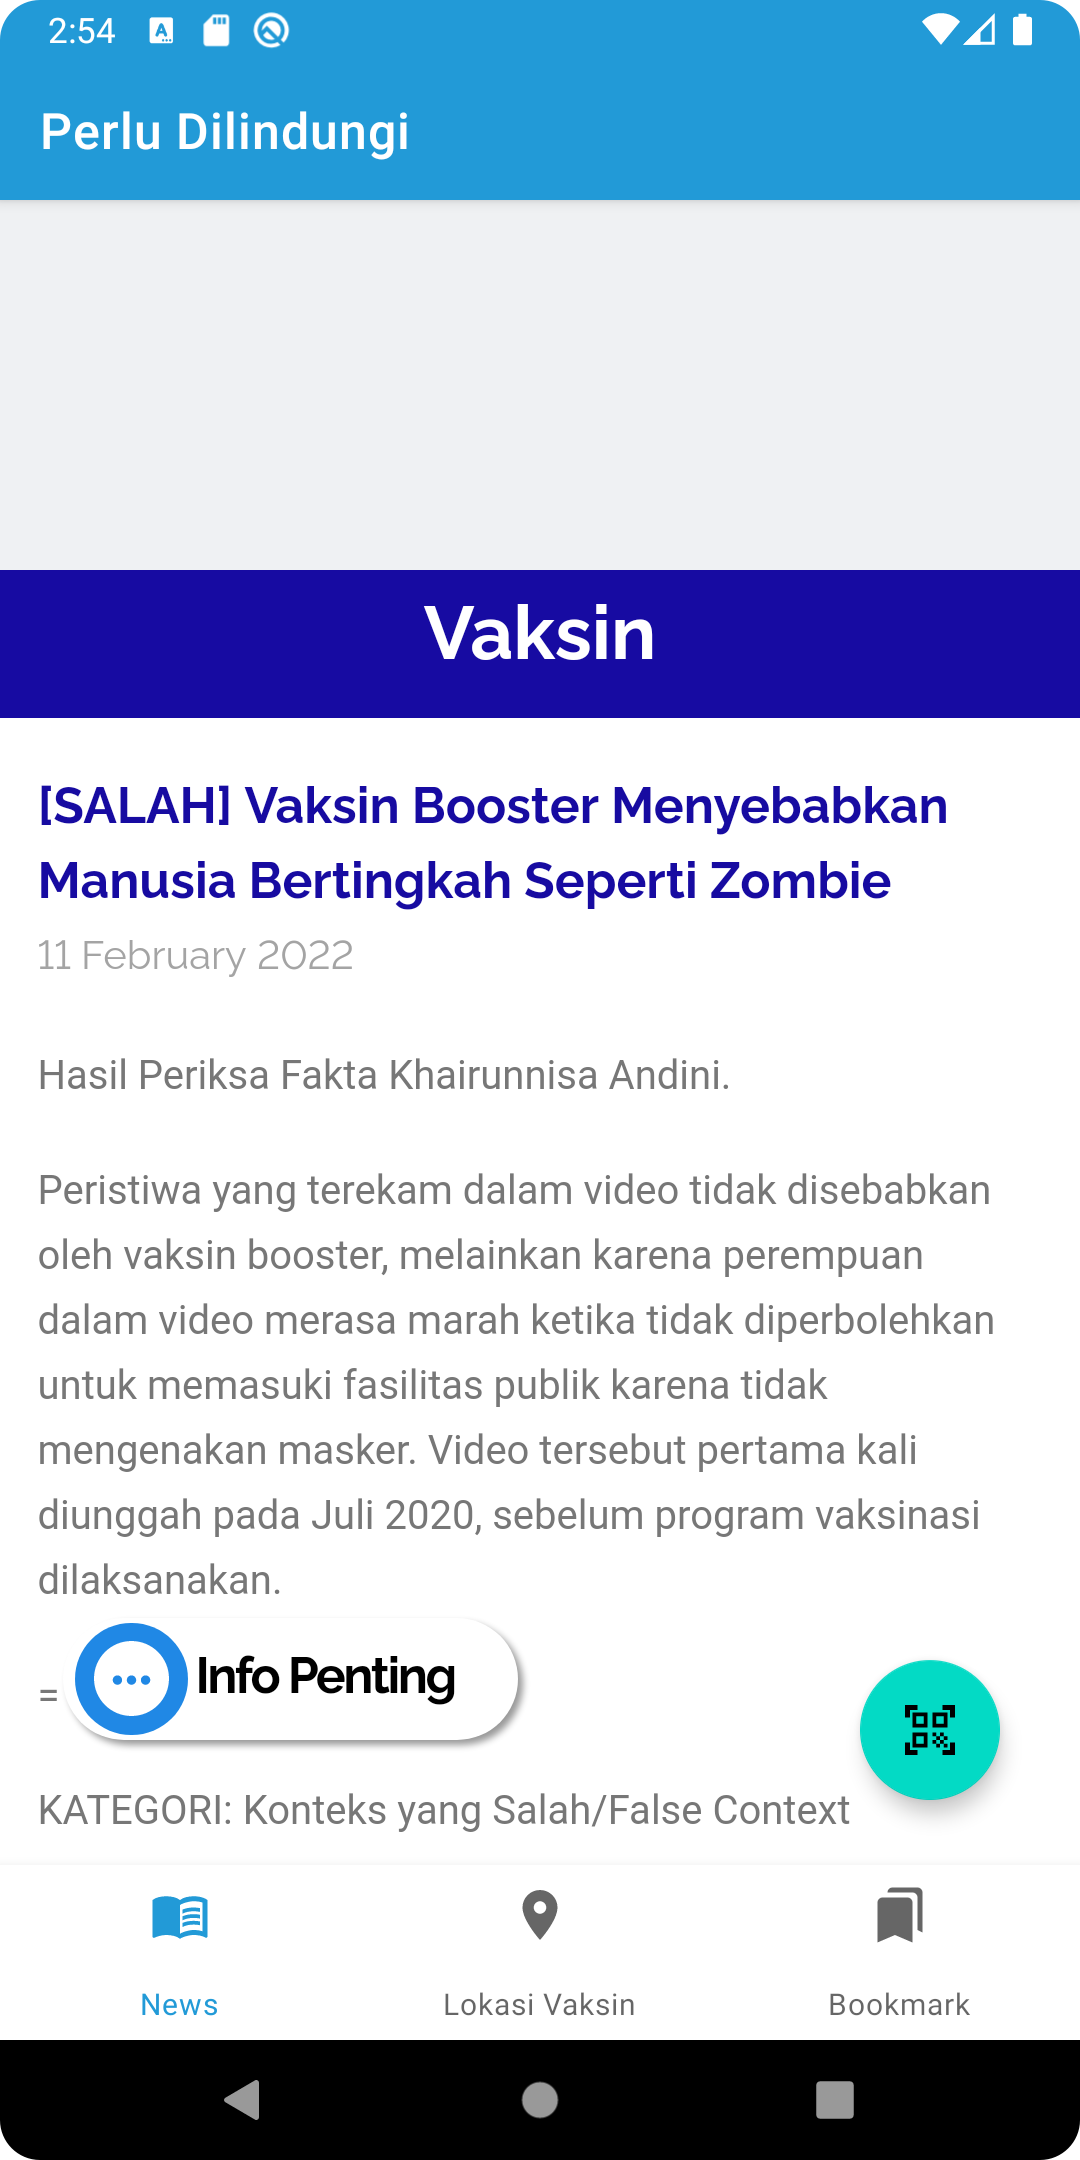 2:54
Perlu Dilindungi
Vaksin
[SALAH] Vaksin Booster Menyebabkan
Manusia Bertingkah Seperti Zombie
11 February 2022
Hasil Periksa Fakta Khairunnisa Andini.
Peristiwa yang terekam dalam video tidak disebabkan
oleh vaksin booster, melainkan karena perempuan
dalam video merasa marah ketika tidak diperbolehkan
untuk memasuki fasilitas publik karena tidak
mengenakan masker. Video tersebut pertama kali
diunggah pada Juli 2020, sebelum program vaksinasi
dilaksanakan.
= Info Penting
KATEGORI: Konteks yang Salah/False Context
News
Lokasi Vaksin
Bookmark